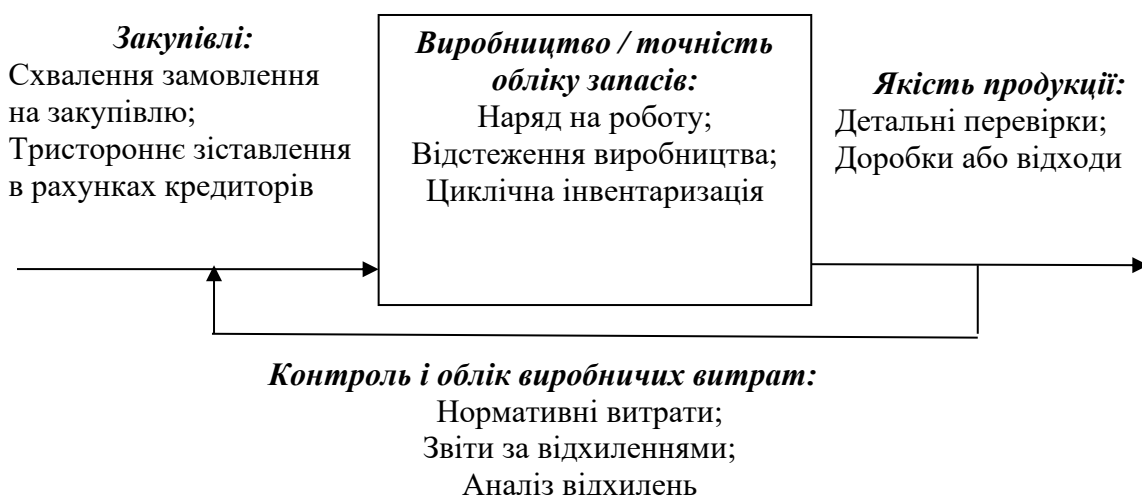 Закупівлі:
Схвалення замовлення
на закупівлю;
Тристороннє зіставлення
в рахунках кредиторів
Виробництво / точність
обліку запасів:
Наряд на роботу;
Відстеження виробництва;
Циклічна інвентаризація
Якість продукції:
Детальні перевірки;
Доробки або відходи
Контроль і облік виробничих витрат:
Нормативні витрати;
Звіти за відхиленнями;
Аналіз відхилень